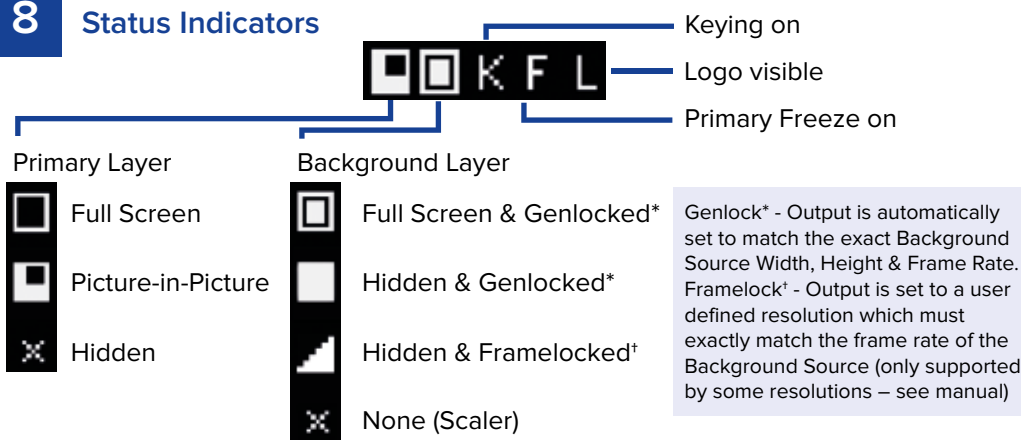 8 Status Indicators
K F L
Keying on
Logo visible
Primary Freeze on
Primary Layer
Full Screen
Picture-in-Picture
Hidden
Background Layer
Full Screen & Genlocked*
Hidden & Genlocked*
Hidden & Framelocked†
None (Scaler)
Genlock* - Output is automatically
set to match the exact Background
Source Width, Height & Frame Rate.
Framelock† - Output is set to a user
defined resolution which must
exactly match the frame rate of the
Background Source (only supported
by some resolutions – see manual)